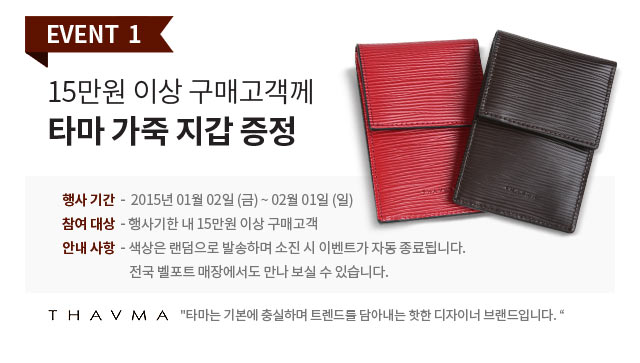 EVENT 1
15만원 이상 구매고객께
타마 가죽 지갑 증정
행사 기간 - 2015년 01월 02일 (금) ~ 02월 01일 (일)
참여 대상 - 행사기한 내 15만원 이상 구매고객
안내 사항 - 색상은 랜덤으로 발송하며 소진 시 이벤트가 자동 종료됩니다.
전국 벨포트 매장에서도 만나 보실 수 있습니다.
THAVMA "타마는 기본에 충실하며 트렌드를 담아내는 핫한 디자이너 브랜드입니다. “